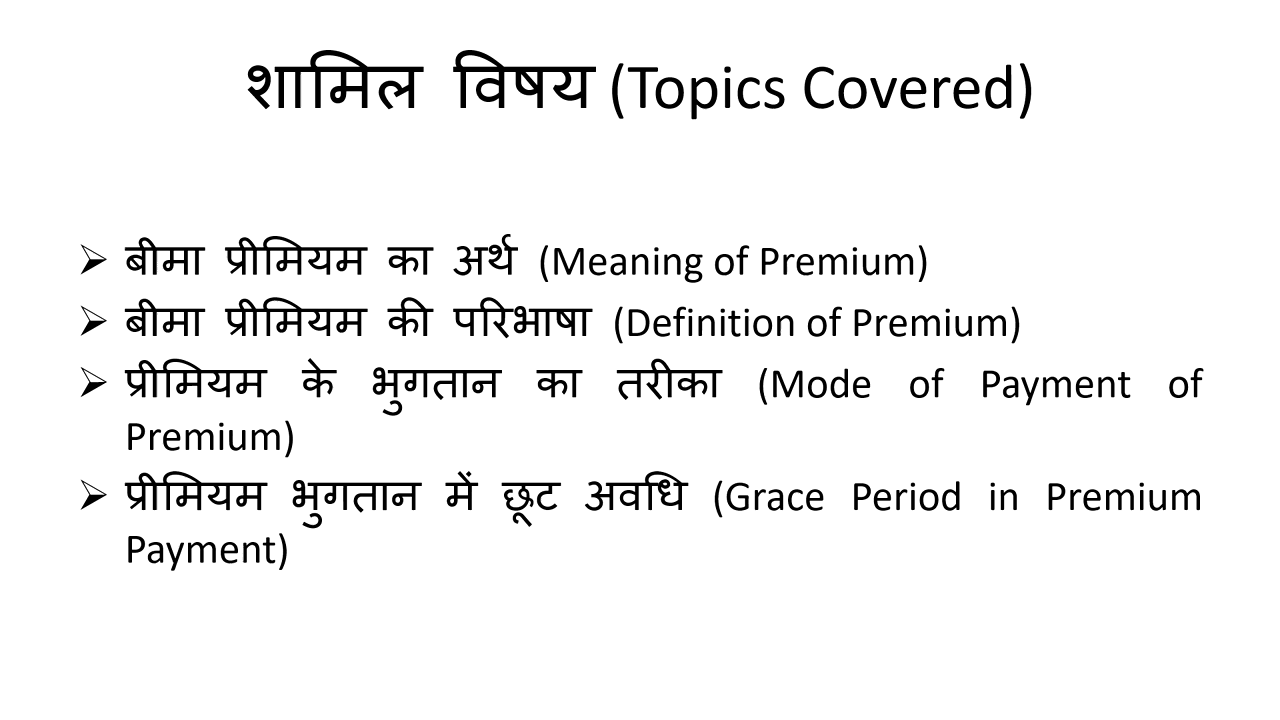 शामिल विषय (Topics Covered)
➢ बीमा प्रीमियम का अर्थ (Meaning of Premium)
➢ बीमा प्रीमियम की परिभाषा (Definition of Premium)
➢ प्रीमियम के भुगतान का तरीका (Mode of Payment of
Premium)
➢ प्रीमियम भुगतान में छूट अवधि (Grace Period in Premium
Payment)